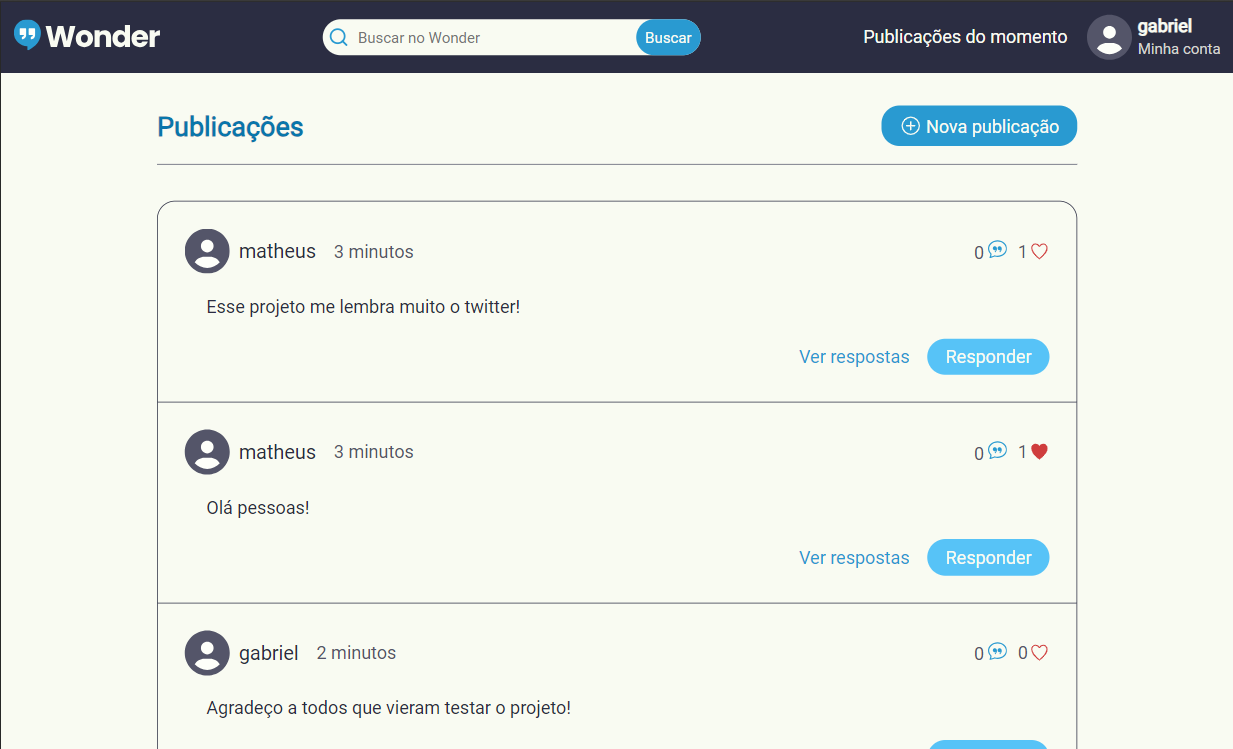 Wonder
Buscar no Wonder
Buscar
Publicações do momento
gabriel
Minha conta
Publicações
Nova publicação
matheus 3 minutos 0 1
Esse projeto me lembra muito o twitter!
Ver respostas Responder
matheus 3 minutos 0 1
Olá pessoas!
Ver respostas Responder
gabriel 2 minutos 0 0
Agradeço a todos que vieram testar o projeto!